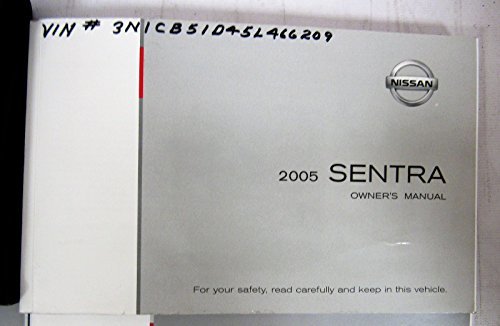 VIN # 3N1CB51D45L466209
NISSAN
2005 SENTRA
OWNER'S MANUAL
For your safety, read carefully and keep in this vehicle.